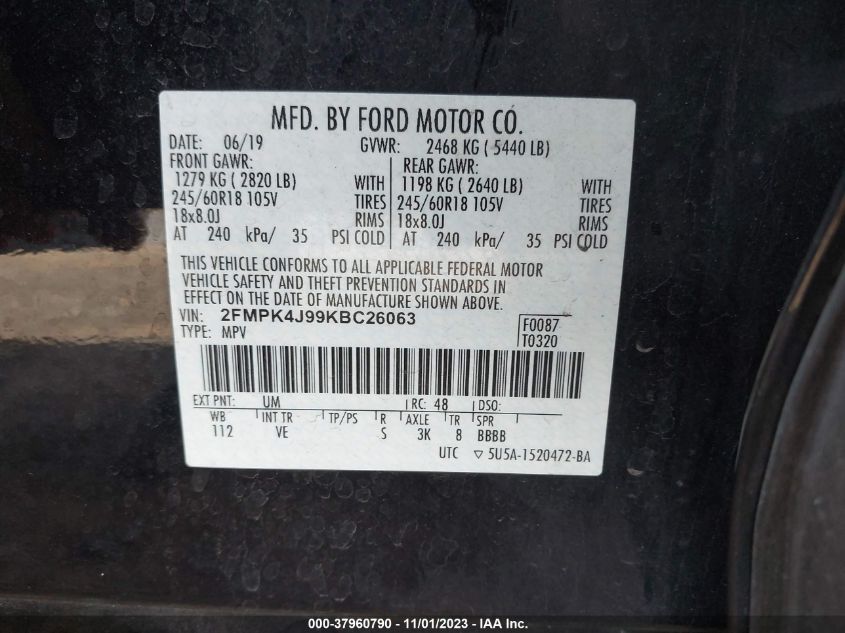 MFD. BY FORD MOTOR CO.
DATE: 06/19 GVWR: 2468 KG ( 5440 LB)
FRONT GAWR: REAR GAWR:
1279 KG ( 2820 LB) WITH 1198 KG ( 2640 LB) WITH
245/60R18 105V TIRES 245/60R18 105V TIRES
18x8.0J RIMS 18x8.0J RIMS
AT 240 kPa/ 35 PSI COLD AT 240 kPa/ 35 PSI COLD
THIS VEHICLE CONFORMS TO ALL APPLICABLE FEDERAL MOTOR
VEHICLE SAFETY AND THEFT PREVENTION STANDARDS IN
EFFECT ON THE DATE OF MANUFACTURE SHOWN ABOVE.
VIN: 2FMPK4J99KBC26063 F0087
TYPE: MPV T0320
EXT PNT: UM RC: 48 DSO:
WB INT TR TP/PS R AXLE TR SPR
112 VE S 3K 8 BBBB
UTC ▽ 5U5A-1520472-BA
000-37960790 - 11/01/2023 - IAA Inc.